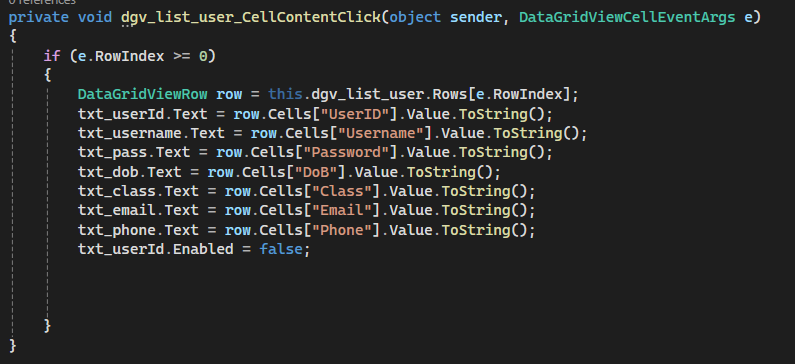 0 references
private void dgv_list_user_CellContentClick(object sender, DataGridViewCellEventArgs e)
{
if (e.RowIndex >= 0)
{
DataGridViewRow row = this.dgv_list_user.Rows[e.RowIndex];
txt_userId.Text = row.Cells["UserID"].Value.ToString();
txt_username.Text = row.Cells["Username"].Value.ToString();
txt_pass.Text = row.Cells["Password"].Value.ToString();
txt_dob.Text = row.Cells["DoB"].Value.ToString();
txt_class.Text = row.Cells["Class"].Value.ToString();
txt_email.Text = row.Cells["Email"].Value.ToString();
txt_phone.Text = row.Cells["Phone"].Value.ToString();
txt_userId.Enabled = false;
}
}